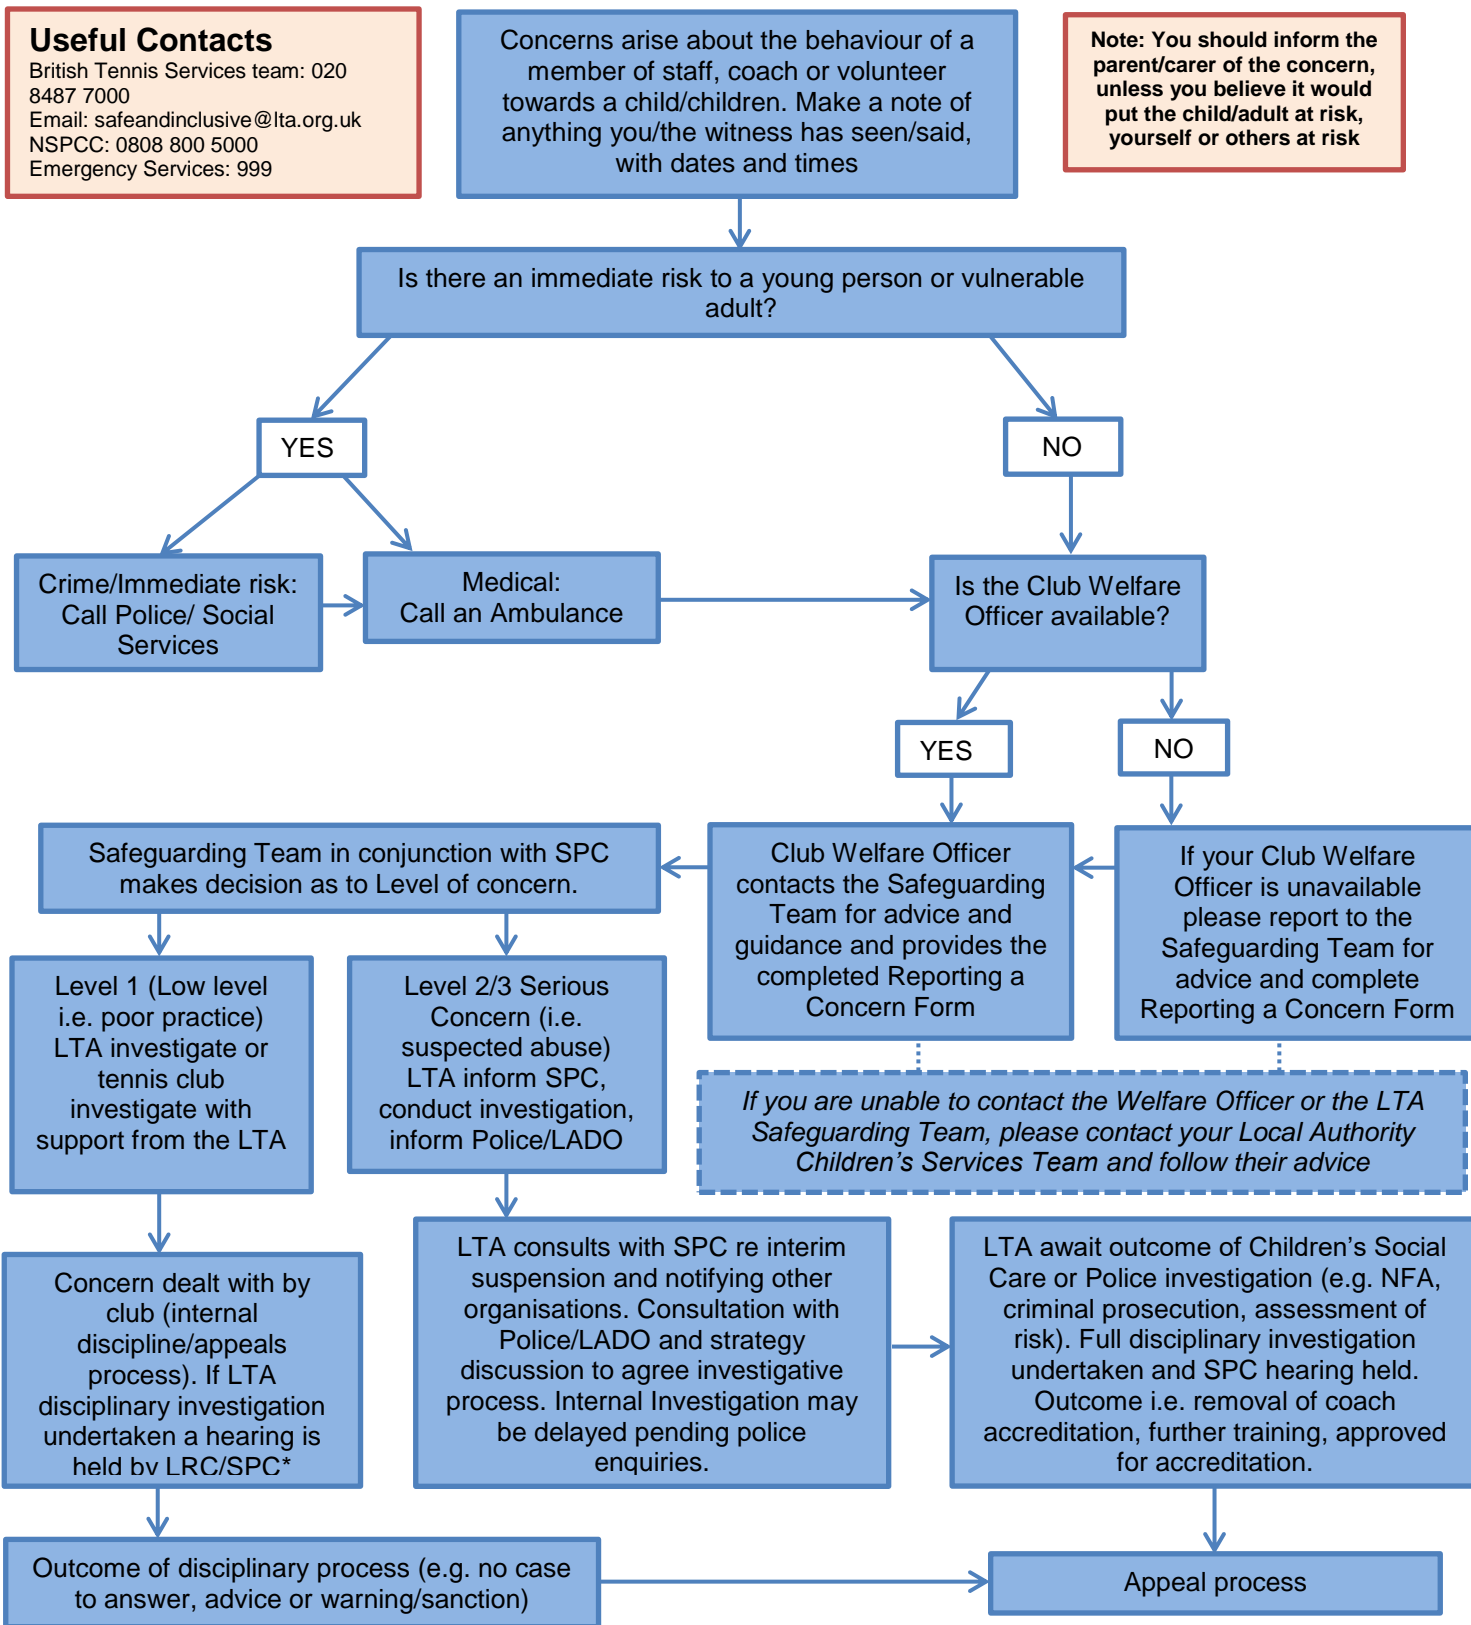 Useful Contacts
British Tennis Services team: 020
8487 7000
Email: safeandinclusive@lta.org.uk
NSPCC: 0808 800 5000
Emergency Services: 999
Concerns arise about the behaviour of a
member of staff, coach or volunteer
towards a child/children. Make a note of
anything you/the witness has seen/said,
with dates and times
Note: You should inform the
parent/carer of the concern,
unless you believe it would
put the child/adult at risk,
yourself or others at risk
Is there an immediate risk to a young person or vulnerable
adult?
YES
NO
Crime/Immediate risk:
Call Police/ Social
Services
Medical:
Call an Ambulance
Is the Club Welfare
Officer available?
YES
NO
Safeguarding Team in conjunction with SPC
makes decision as to Level of concern.
Club Welfare Officer
contacts the Safeguarding
Team for advice and
guidance and provides the
completed Reporting a
Concern Form
If your Club Welfare
Officer is unavailable
please report to the
Safeguarding Team for
advice and complete
Reporting a Concern Form
Level 1 (Low level
i.e. poor practice)
LTA investigate or
tennis club
investigate with
support from the LTA
Level 2/3 Serious
Concern (i.e.
suspected abuse)
LTA inform SPC,
conduct investigation,
inform Police/LADO
If you are unable to contact the Welfare Officer or the LTA
Safeguarding Team, please contact your Local Authority
Children’s Services Team and follow their advice
Concern dealt with by
club (internal
discipline/appeals
process). If LTA
disciplinary investigation
undertaken a hearing is
held by LRC/SPC*
LTA consults with SPC re interim
suspension and notifying other
organisations. Consultation with
Police/LADO and strategy
discussion to agree investigative
process. Internal Investigation may
be delayed pending police
enquiries.
LTA await outcome of Children’s Social
Care or Police investigation (e.g. NFA,
criminal prosecution, assessment of
risk). Full disciplinary investigation
undertaken and SPC hearing held.
Outcome i.e. removal of coach
accreditation, further training, approved
for accreditation.
Outcome of disciplinary process (e.g. no case
to answer, advice or warning/sanction)
Appeal process